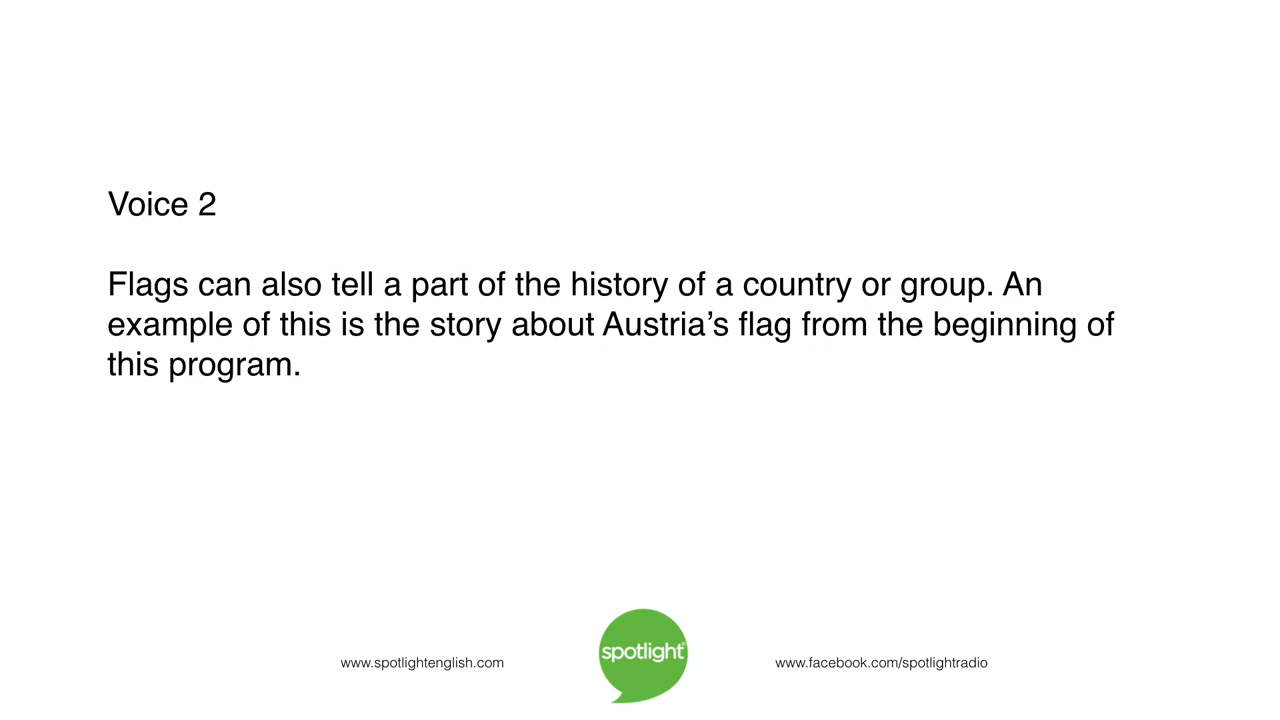 Voice 2
Flags can also tell a part of the history of a country or group. An
example of this is the story about Austria’s flag from the beginning of
this program.
www.spotlightenglish.com
spotlight®
www.facebook.com/spotlightradio